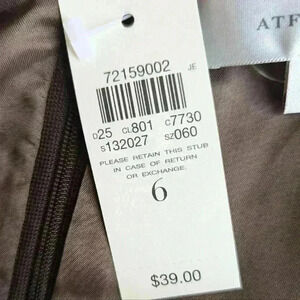 72159002 JE
D25 CL801 C7730
S132027 SZ060
PLEASE RETAIN THIS STUB
IN CASE OF RETURN
OR EXCHANGE.
6
$39.00
ATF